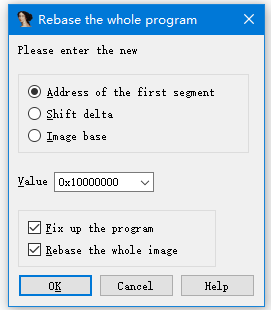 Rebase the whole program
Please enter the new
Address of the first segment
Shift delta
Image base
Value 0x10000000
Fix up the program
Rebase the whole image
OK Cancel Help